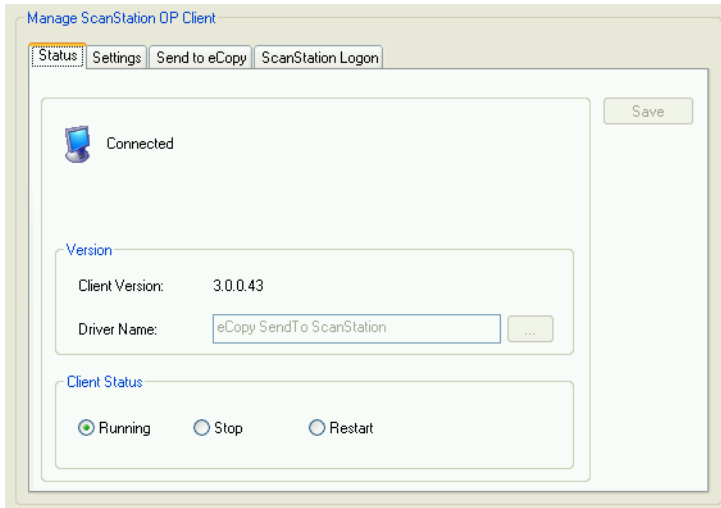 Manage ScanStation OP Client
Status Settings Send to eCopy ScanStation Logon
Save
Connected
Version
Client Version: 3.0.0.43
Driver Name: eCopy SendTo ScanStation ...
Client Status
Running Stop Restart